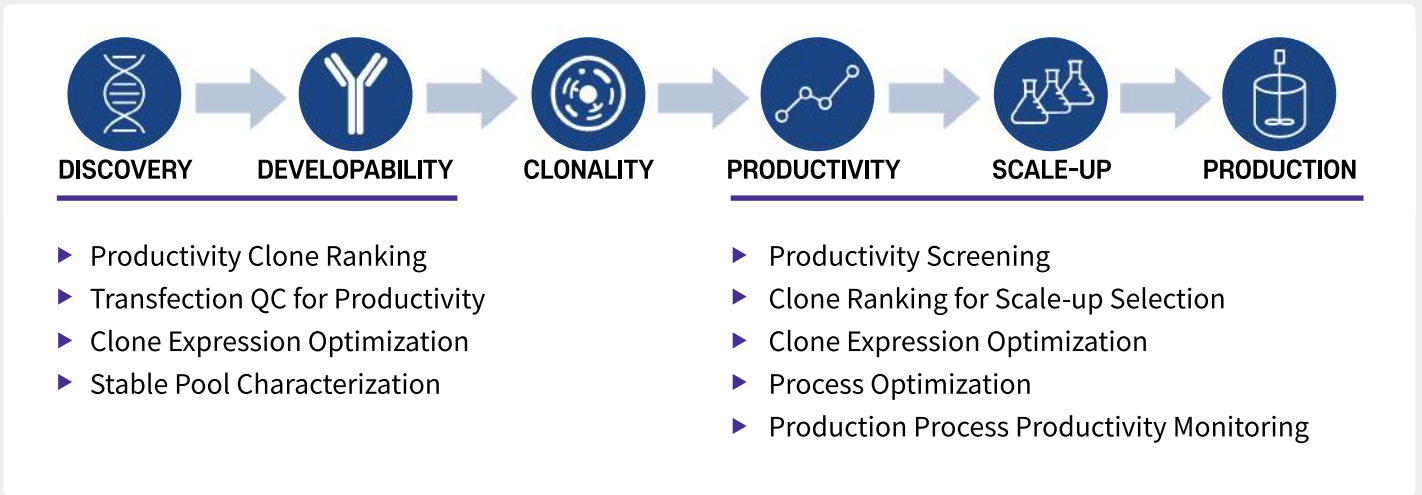 DISCOVERY
DEVELOPABILITY
CLONALITY
PRODUCTIVITY
SCALE-UP
PRODUCTION
Productivity Clone Ranking
Transfection QC for Productivity
Clone Expression Optimization
Stable Pool Characterization
Productivity Screening
Clone Ranking for Scale-up Selection
Clone Expression Optimization
Process Optimization
Production Process Productivity Monitoring